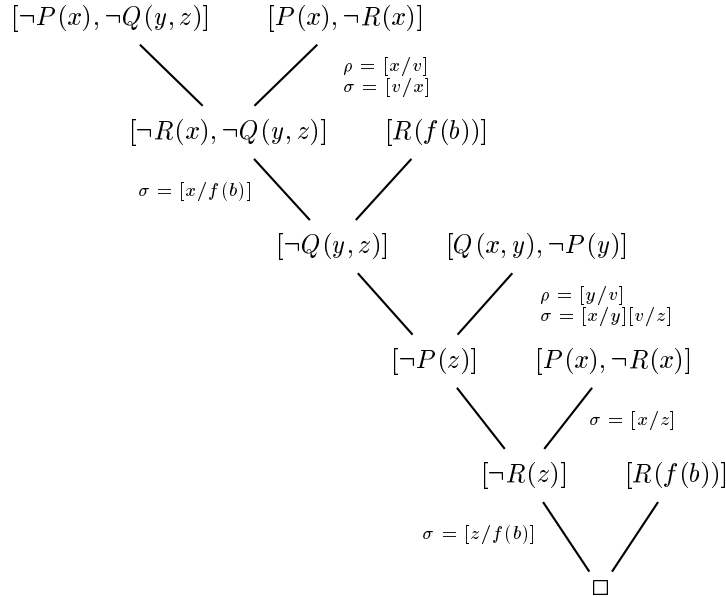 [¬P(x), ¬Q(y, z)] [P(x), ¬R(x)]
ρ = [x/v]
σ = [v/x]
[¬R(x), ¬Q(y, z)] [R(f(b))]
σ = [x/f(b)]
[¬Q(y, z)] [Q(x, y), ¬P(y)]
ρ = [y/v]
σ = [x/y][v/z]
[¬P(z)] [P(x), ¬R(x)]
σ = [x/z]
[¬R(z)] [R(f(b))]
σ = [z/f(b)]
□